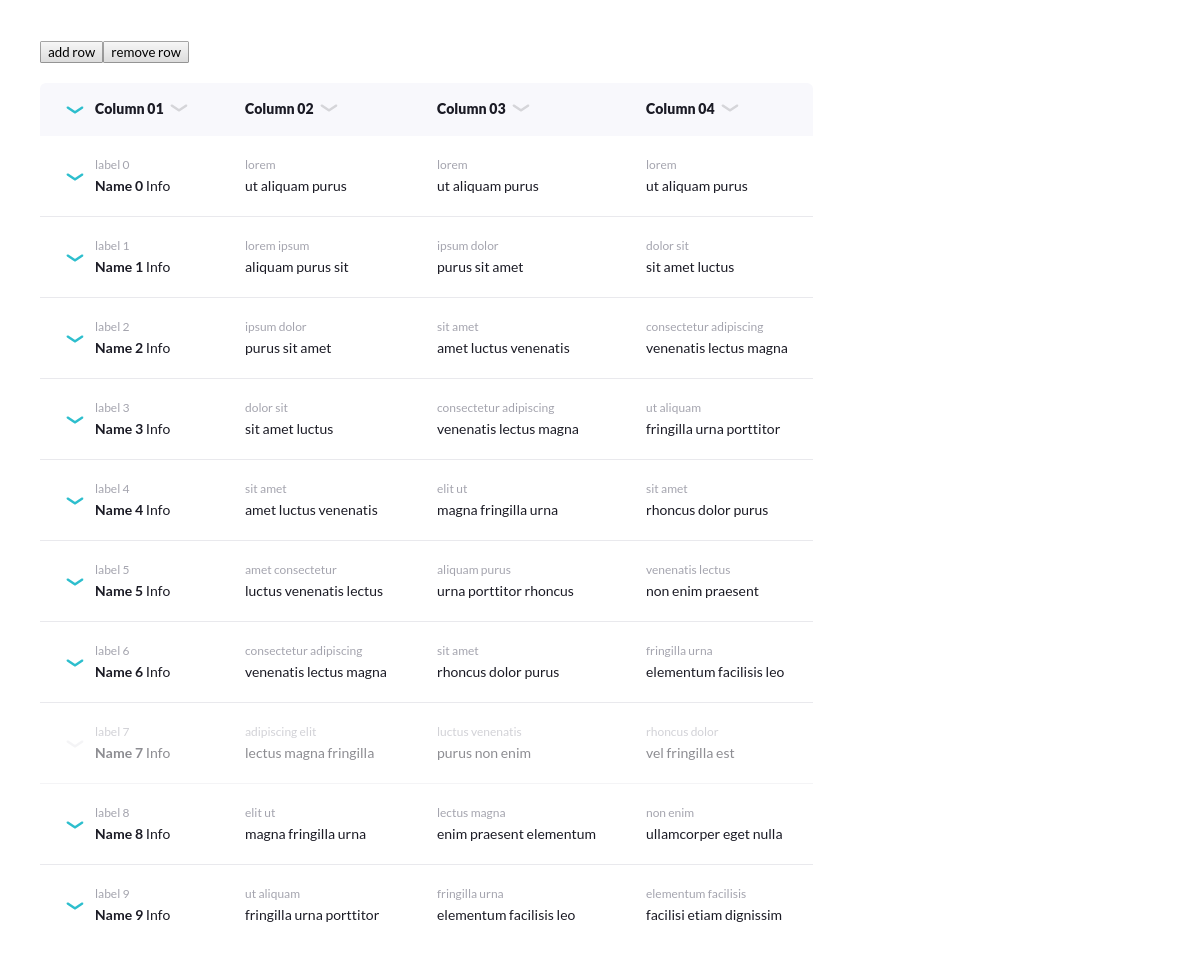 add row remove row
Column 01 Column 02 Column 03 Column 04
label 0 lorem lorem lorem
Name 0 Info ut aliquam purus ut aliquam purus ut aliquam purus
label 1 lorem ipsum ipsum dolor dolor sit
Name 1 Info aliquam purus sit purus sit amet sit amet luctus
label 2 ipsum dolor sit amet consectetur adipiscing
Name 2 Info purus sit amet amet luctus venenatis venenatis lectus magna
label 3 dolor sit consectetur adipiscing ut aliquam
Name 3 Info sit amet luctus venenatis lectus magna fringilla urna porttitor
label 4 sit amet elit ut sit amet
Name 4 Info amet luctus venenatis magna fringilla urna rhoncus dolor purus
label 5 amet consectetur aliquam purus venenatis lectus
Name 5 Info luctus venenatis lectus urna porttitor rhoncus non enim praesent
label 6 consectetur adipiscing sit amet fringilla urna
Name 6 Info venenatis lectus magna rhoncus dolor purus elementum facilisis leo
label 7 adipiscing elit luctus venenatis rhoncus dolor
Name 7 Info lectus magna fringilla purus non enim vel fringilla est
label 8 elit ut lectus magna non enim
Name 8 Info magna fringilla urna enim praesent elementum ullamcorper eget nulla
label 9 ut aliquam fringilla urna elementum facilisis
Name 9 Info fringilla urna porttitor elementum facilisis leo facilisi etiam dignissim